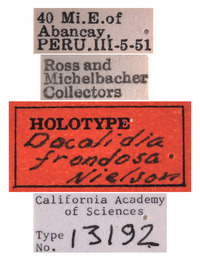 40 Mi.E.of
Abancay,
PERU.III-5-51
Ross and
Michelbacher
Collectors
HOLOTYPE
Docalidia
frondosa
Nielson
California Academy
of Sciences
Type
No. 13192